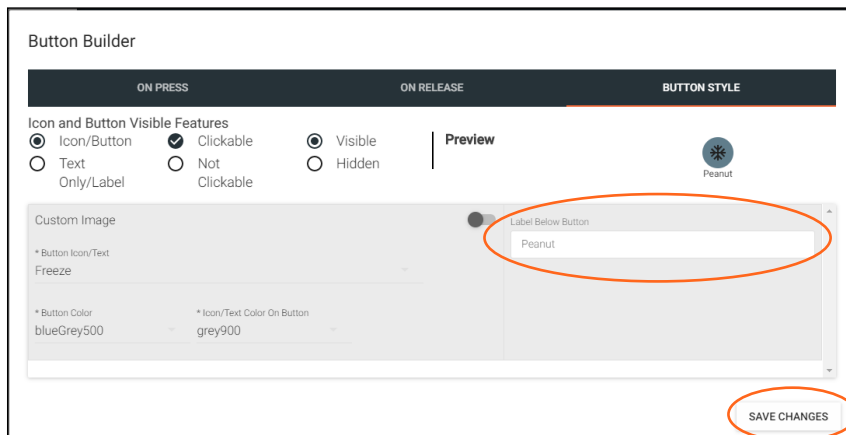 Button Builder
ON PRESS
ON RELEASE
BUTTON STYLE
Icon and Button Visible Features
Icon/Button
Clickable
Visible
Text
Only/Label
Not
Clickable
Hidden
Preview
Peanut
Custom Image
* Button Icon/Text
Freeze
* Button Color
blueGrey500
* Icon/Text Color On Button
grey900
Label Below Button
Peanut
SAVE CHANGES